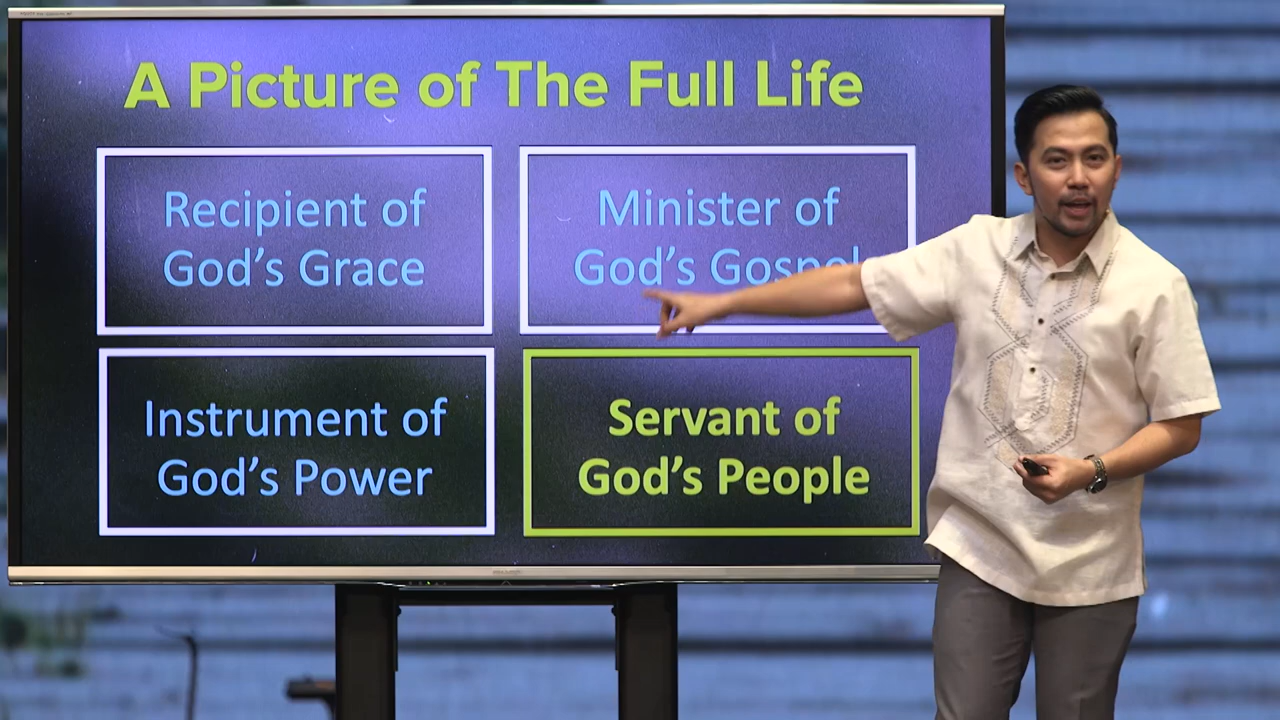 A Picture of The Full Life
Recipient of
God's Grace
Minister of
God's Gospel
Instrument of
God's Power
Servant of
God's People